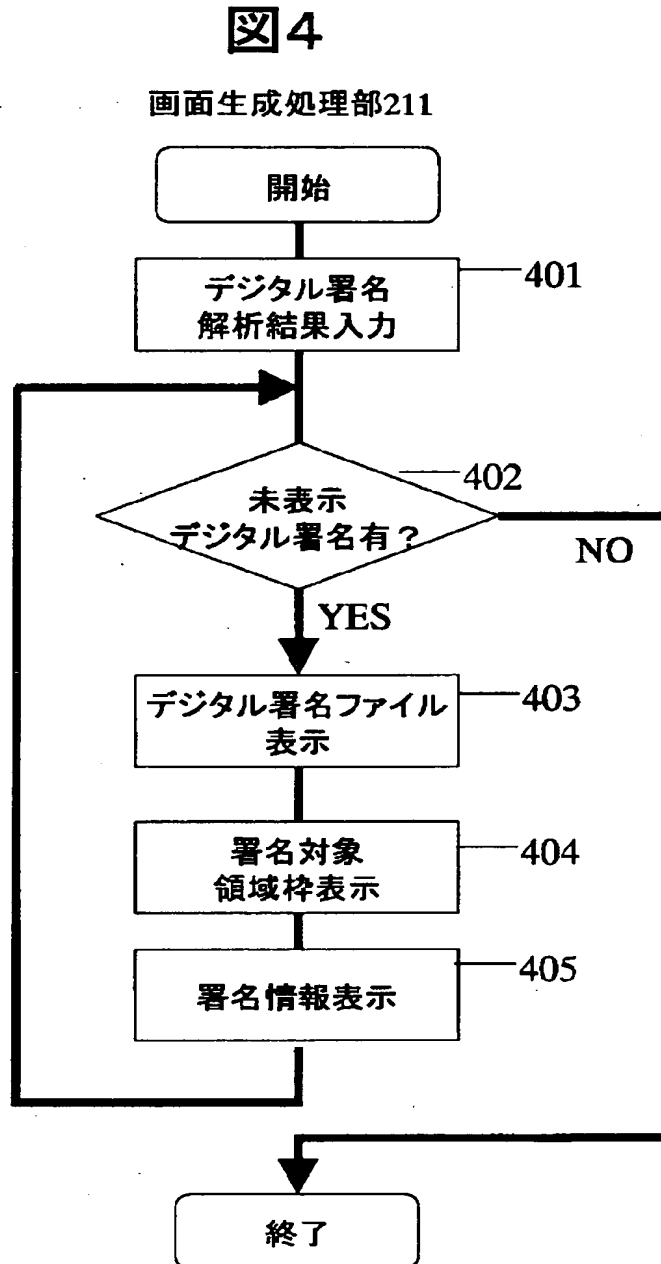 図4
画面生成処理部211
開始
デジタル署名
解析結果入力
401
未表示
デジタル署名有？
402
NO
YES
デジタル署名ファイル
表示
403
署名対象
領域枠表示
404
署名情報表示
405
終了